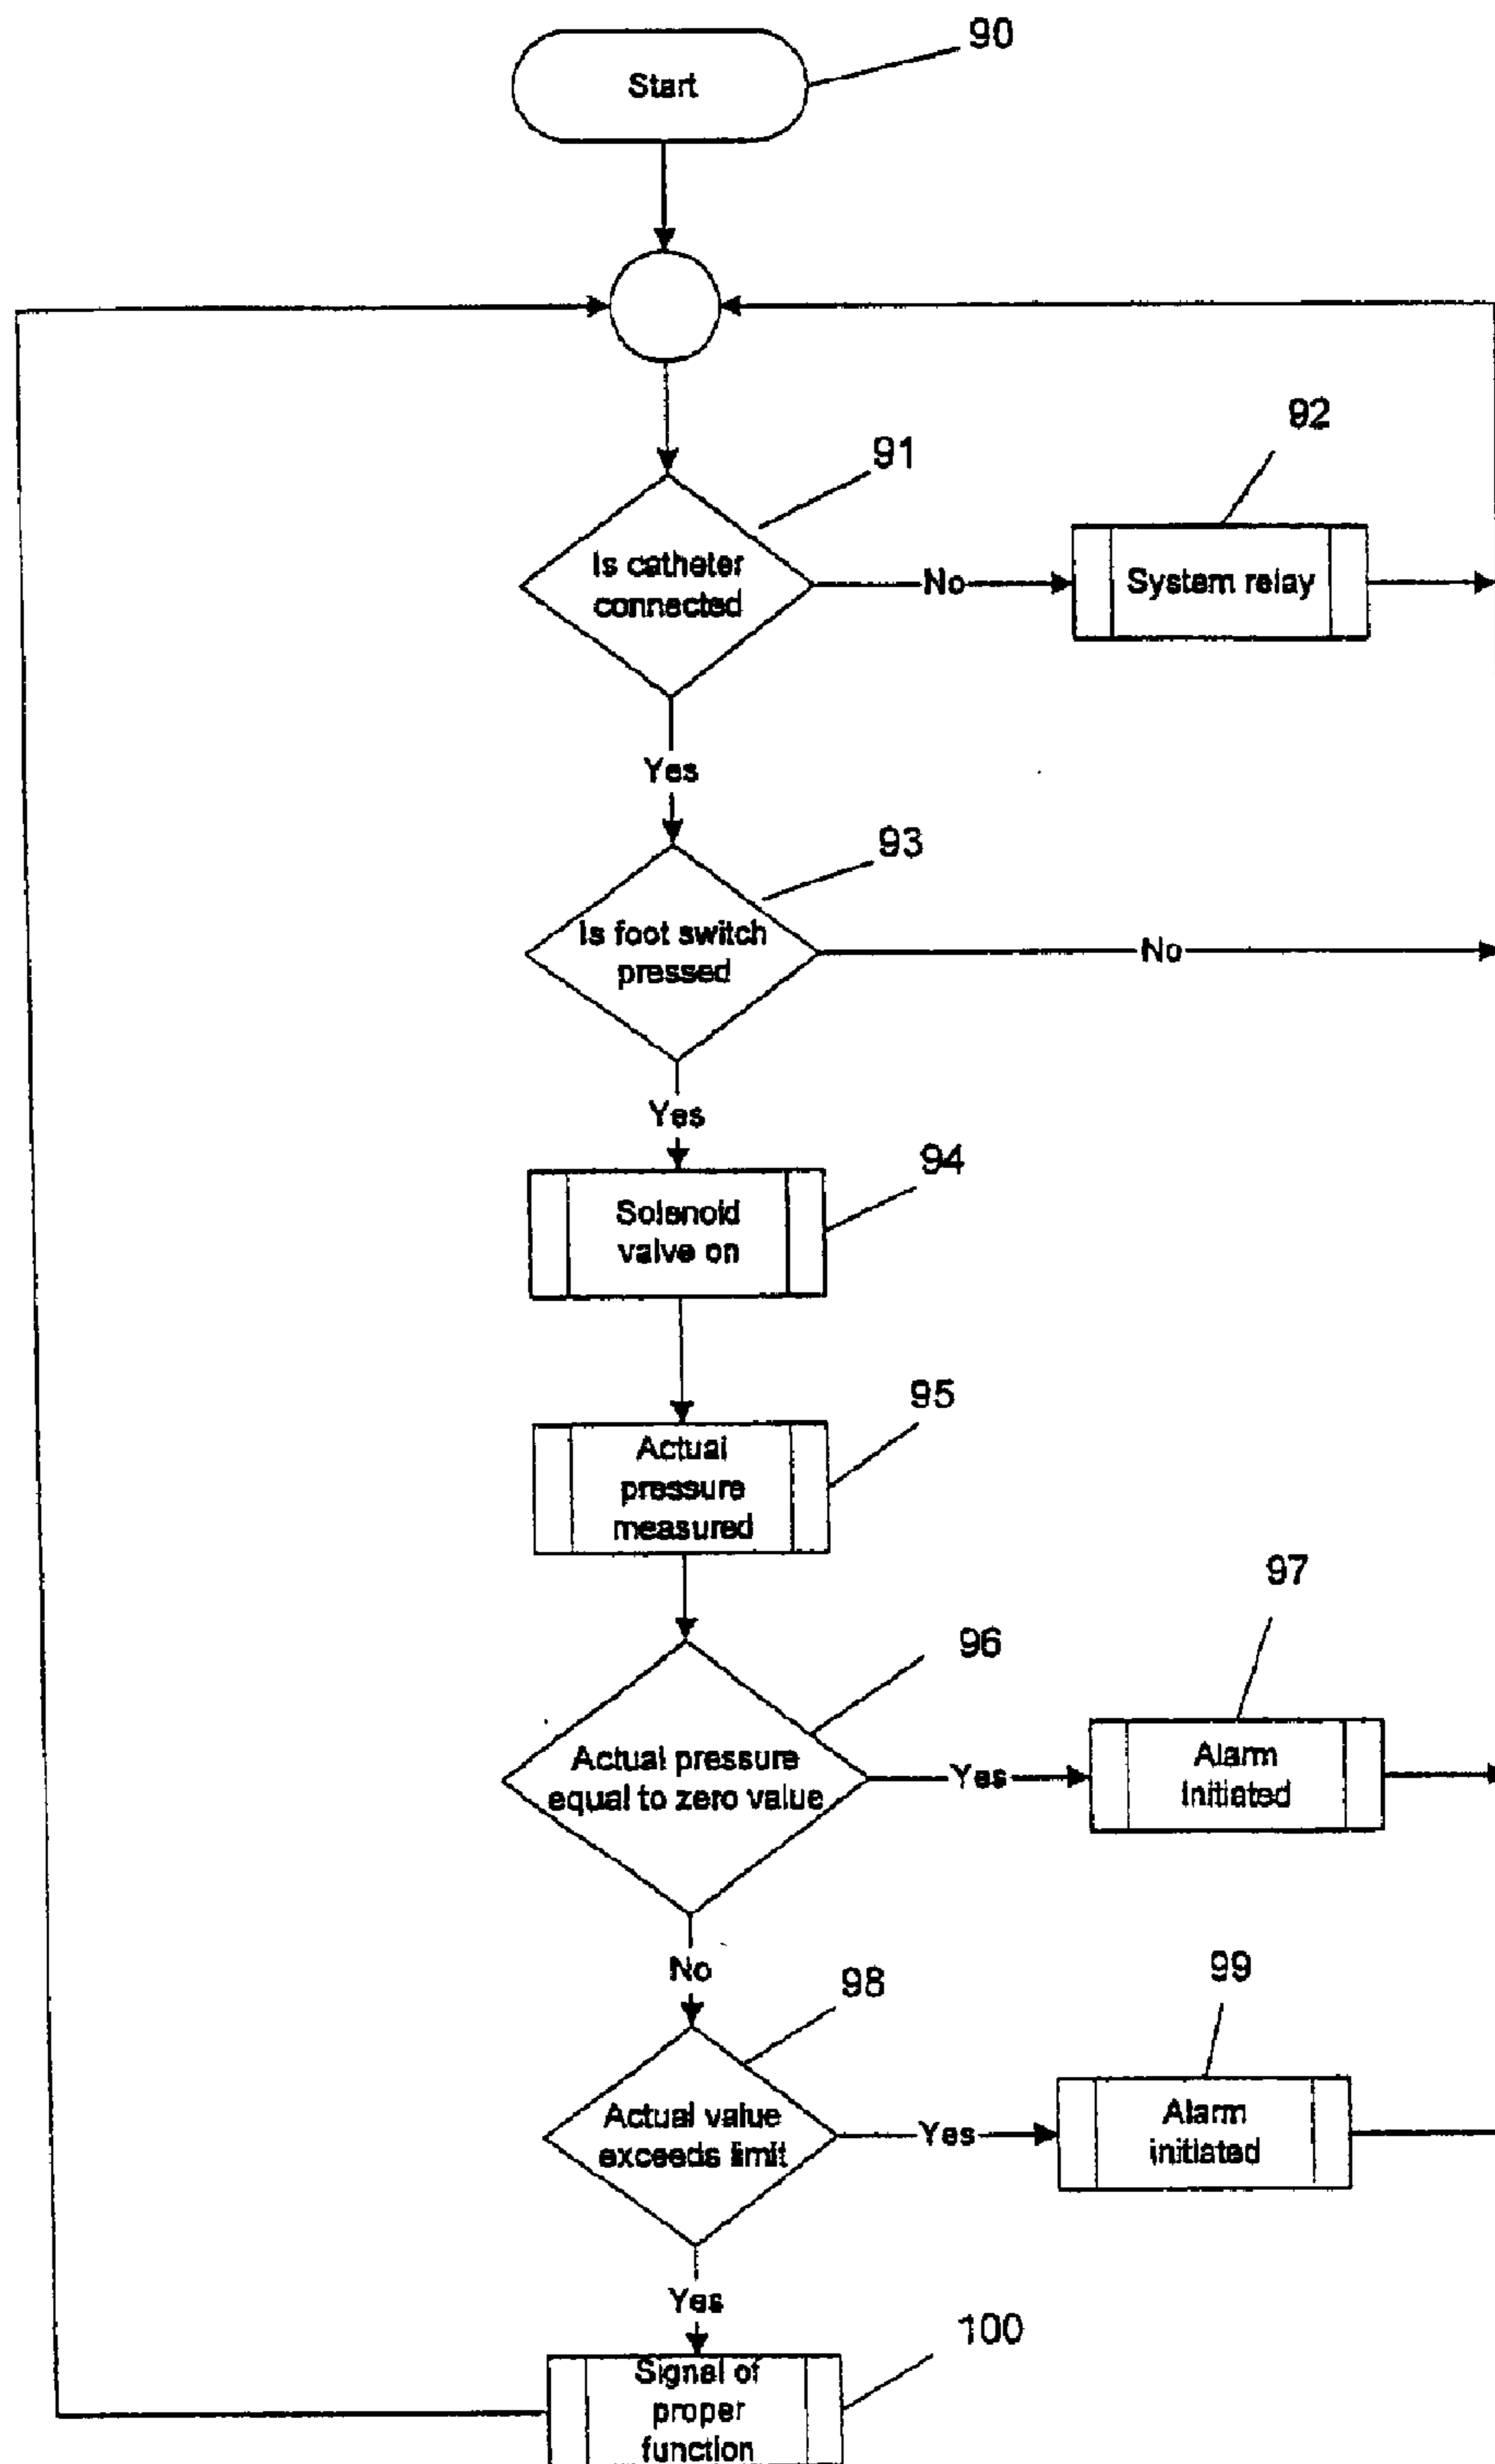 90
Start
92
91
Is catheter
connected
No
System relay
Yes
93
Is foot switch
pressed
No
Yes
94
Solenoid
valve on
95
Actual
pressure
measured
97
96
Actual pressure
equal to zero value
Yes
Alarm
initiated
No
98
99
Actual value
exceeds limit
Yes
Alarm
initiated
Yes
100
Signal of
proper
function